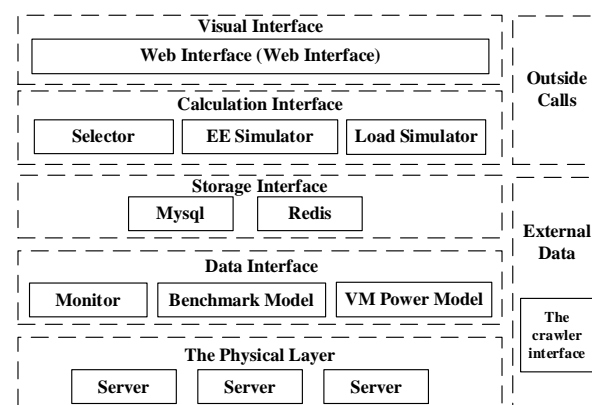 Visual Interface
Web Interface (Web Interface)
Calculation Interface
Selector
EE Simulator
Load Simulator
Storage Interface
Mysql
Redis
Data Interface
Monitor
Benchmark Model
VM Power Model
The Physical Layer
Server
Server
Server
Outside
Calls
External
Data
The
crawler
interface